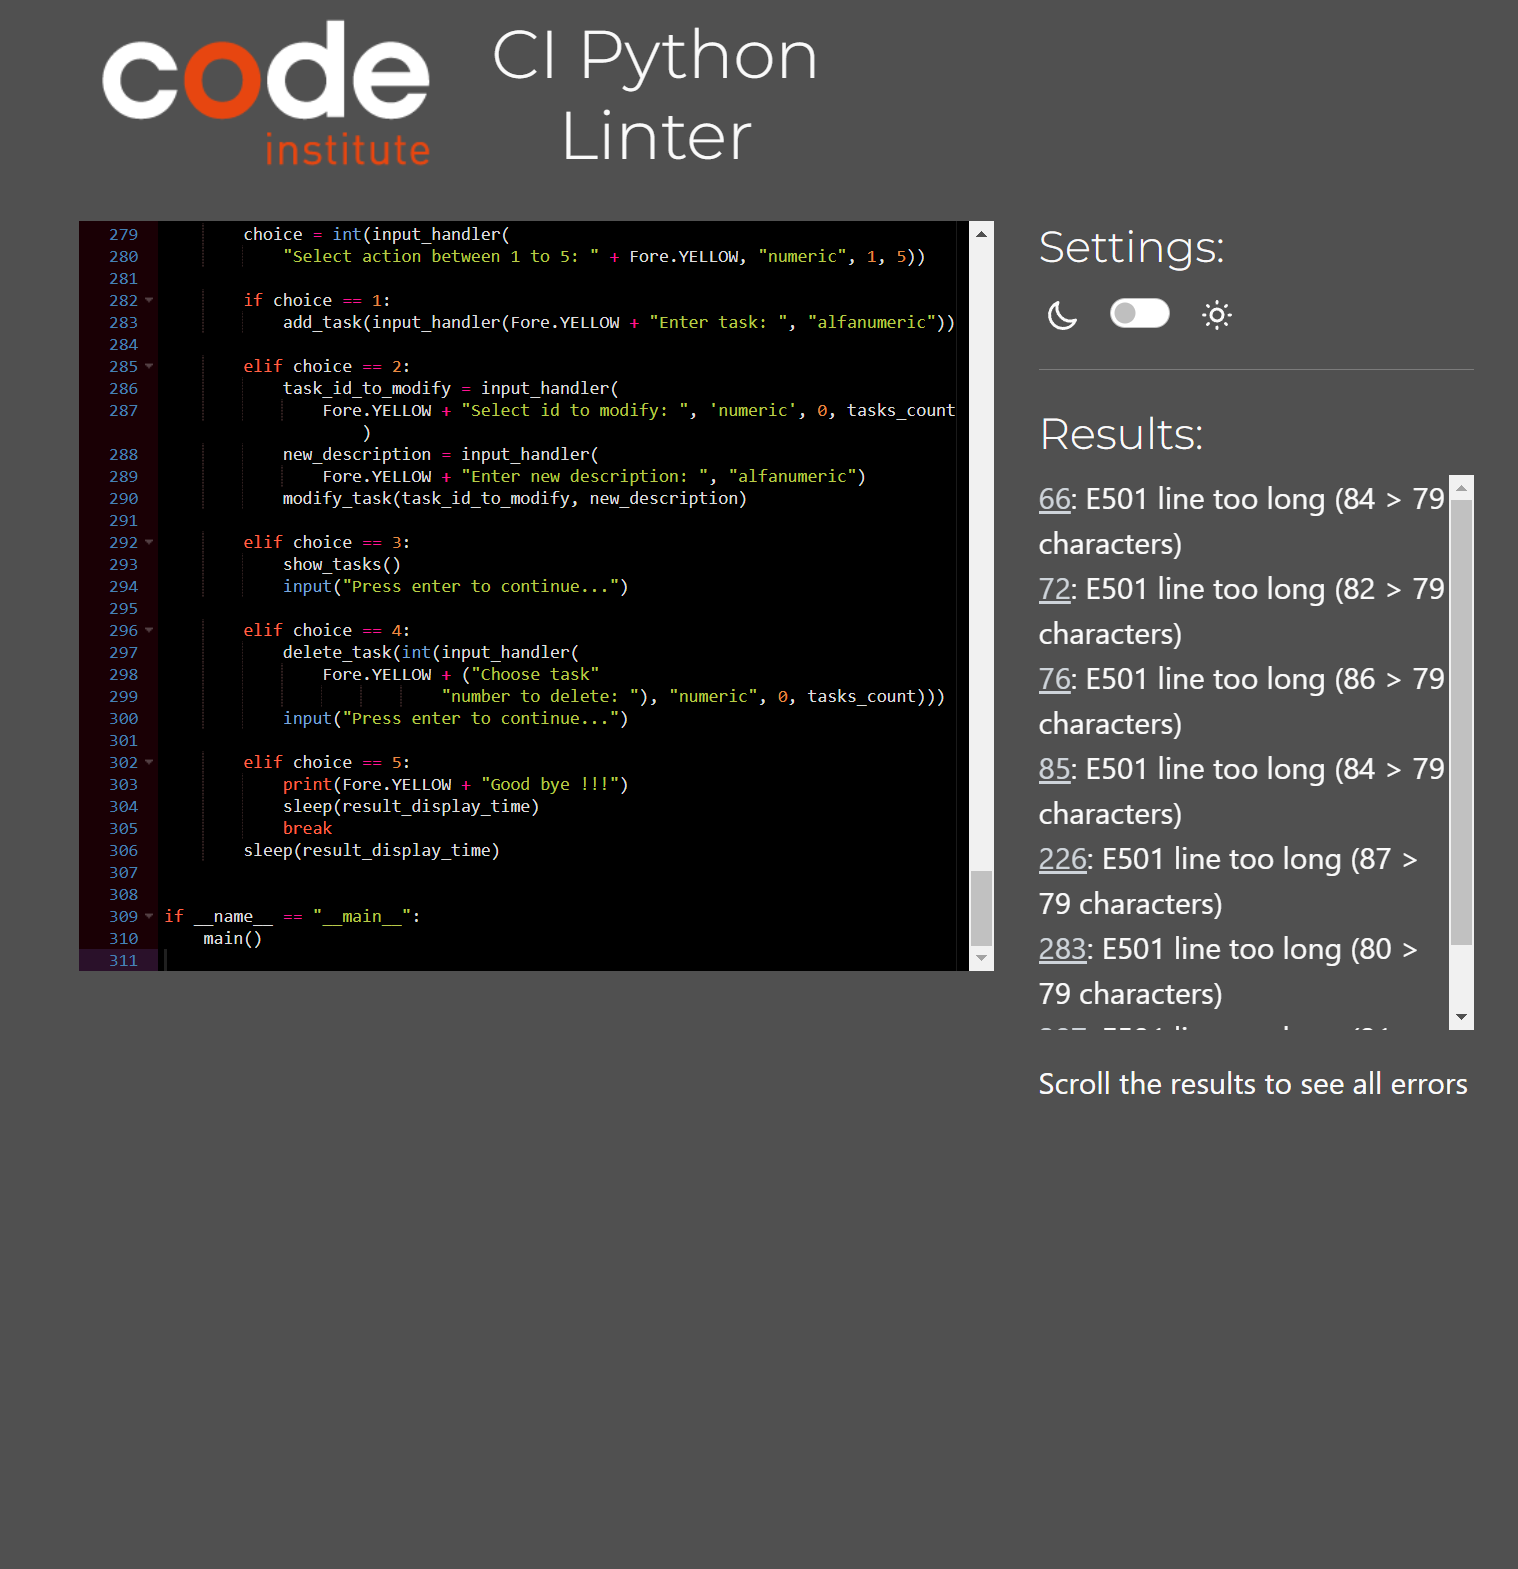 code
institute
CI Python
Linter
279 choice = int(input_handler(
280 "Select action between 1 to 5: " + Fore.YELLOW, "numeric", 1, 5))
281
282 if choice == 1:
283 add_task(input_handler(Fore.YELLOW + "Enter task: ", "alfanumeric"))
284
285 elif choice == 2:
286 task_id_to_modify = input_handler(
287 Fore.YELLOW + "Select id to modify: ", 'numeric', 0, tasks_count
)
288 new_description = input_handler(
289 Fore.YELLOW + "Enter new description: ", "alfanumeric")
290 modify_task(task_id_to_modify, new_description)
291
292 elif choice == 3:
293 show_tasks()
294 input("Press enter to continue...")
295
296 elif choice == 4:
297 delete_task(int(input_handler(
298 Fore.YELLOW + ("Choose task"
299 "number to delete: "), "numeric", 0, tasks_count)))
300 input("Press enter to continue...")
301
302 elif choice == 5:
303 print(Fore.YELLOW + "Good bye !!!")
304 sleep(result_display_time)
305 break
306 sleep(result_display_time)
307
308
309 if __name__ == "__main__":
310 main()
311
Settings:
Results:
66: E501 line too long (84 > 79
characters)
72: E501 line too long (82 > 79
characters)
76: E501 line too long (86 > 79
characters)
85: E501 line too long (84 > 79
characters)
226: E501 line too long (87 >
79 characters)
283: E501 line too long (80 >
79 characters)
Scroll the results to see all errors